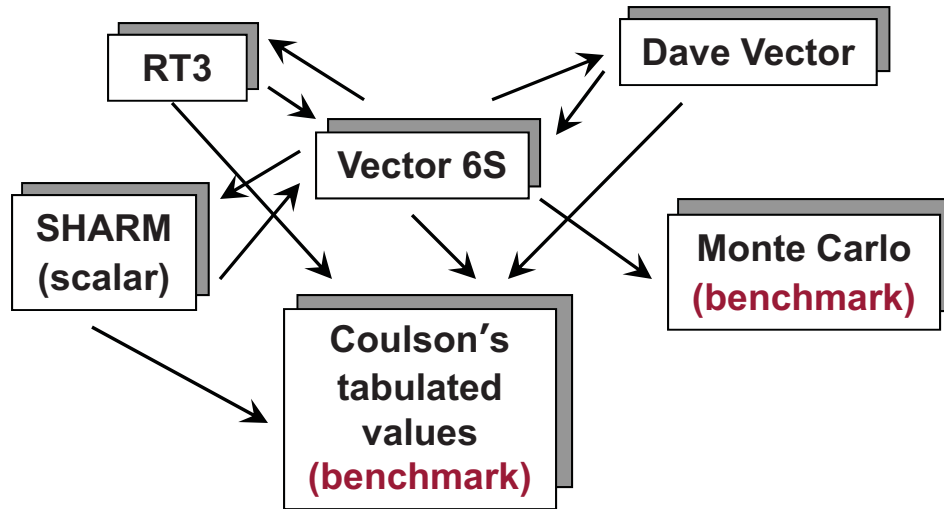 RT3
Dave Vector
Vector 6S
SHARM
(scalar)
Monte Carlo
(benchmark)
Coulson′s
tabulated
values
(benchmark)